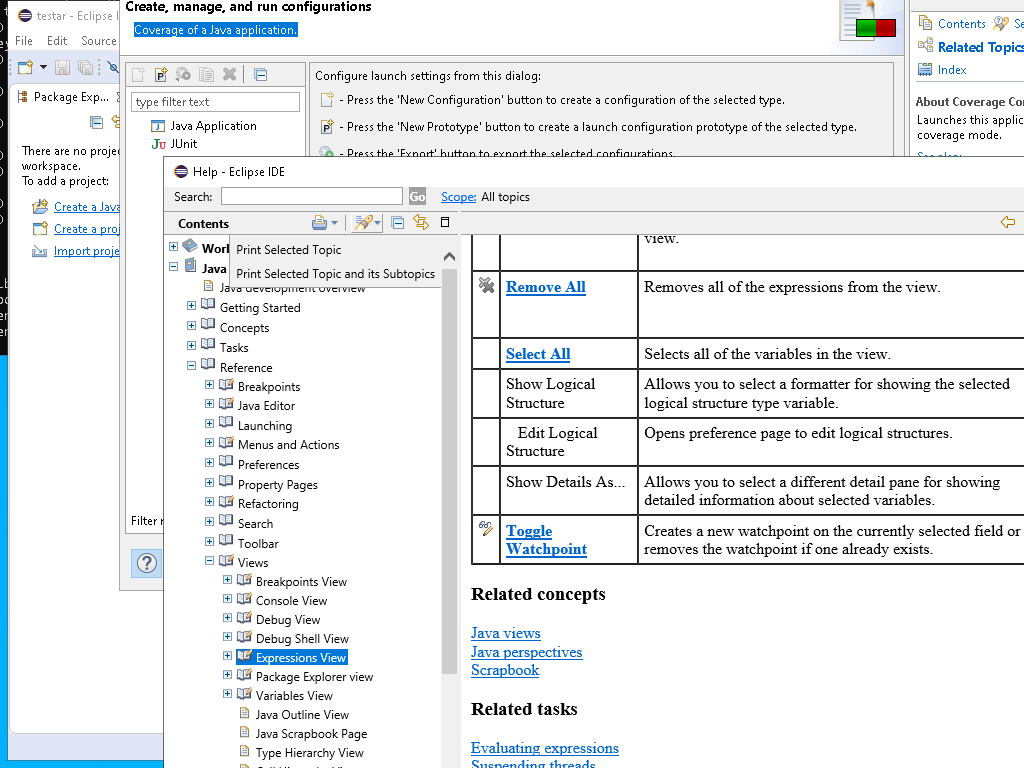 testar - Eclipse I
File Edit Source
Package Exp...
There are no projec
workspace.
To add a project:
Create a Java
Create a proj
Import proje
Create, manage, and run configurations
Coverage of a Java application.
type filter text
Java Application
JUnit
Filter
Configure launch settings from this dialog:
- Press the 'New Configuration' button to create a configuration of the selected type.
- Press the 'New Prototype' button to create a launch configuration prototype of the selected type.
- Press the 'Export' button to export the selected configurations.
Contents Se
Related Topics
Index
About Coverage Co
Launches this applic
coverage mode.
See also:
Help - Eclipse IDE
Search: Go Scope: All topics
Contents
Print Selected Topic
Print Selected Topic and its Subtopics
Worl
Java
Java development overview
Getting Started
Concepts
Tasks
Reference
Breakpoints
Java Editor
Launching
Menus and Actions
Preferences
Property Pages
Refactoring
Search
Toolbar
Views
Breakpoints View
Console View
Debug View
Debug Shell View
Expressions View
Package Explorer view
Variables View
Java Outline View
Java Scrapbook Page
Type Hierarchy View
view.
Remove All Removes all of the expressions from the view.
Select All Selects all of the variables in the view.
Show Logical Structure Allows you to select a formatter for showing the selected
logical structure type variable.
Edit Logical Structure Opens preference page to edit logical structures.
Show Details As... Allows you to select a different detail pane for showing
detailed information about selected variables.
Toggle Watchpoint Creates a new watchpoint on the currently selected field or
removes the watchpoint if one already exists.
Related concepts
Java views
Java perspectives
Scrapbook
Related tasks
Evaluating expressions
Suspending threads